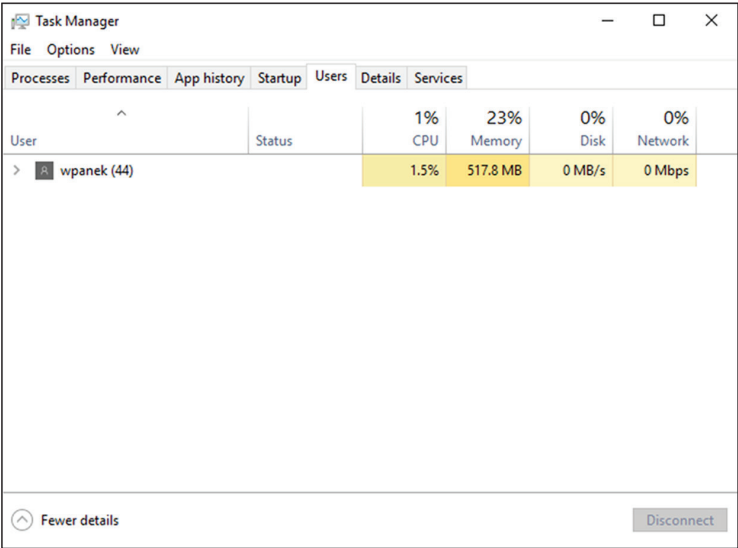 Task Manager
File Options View
Processes Performance App history Startup Users Details Services
1% 23% 0% 0%
User Status CPU Memory Disk Network
wpanek (44) 1.5% 517.8 MB 0 MB/s 0 Mbps
Fewer details Disconnect